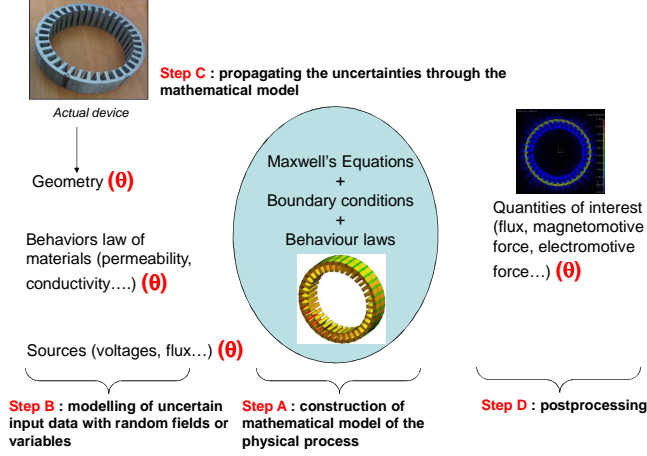 Step C : propagating the uncertainties through the
mathematical model
Actual device
Geometry (θ)
Maxwell's Equations
+
Boundary conditions
+
Behaviour laws
Behaviors law of
materials (permeability,
conductivity....) (θ)
Quantities of interest
(flux, magnetomotive
force, electromotive
force...) (θ)
Sources (voltages, flux...) (θ)
Step B : modelling of uncertain
input data with random fields or
variables
Step A : construction of
mathematical model of the
physical process
Step D : postprocessing